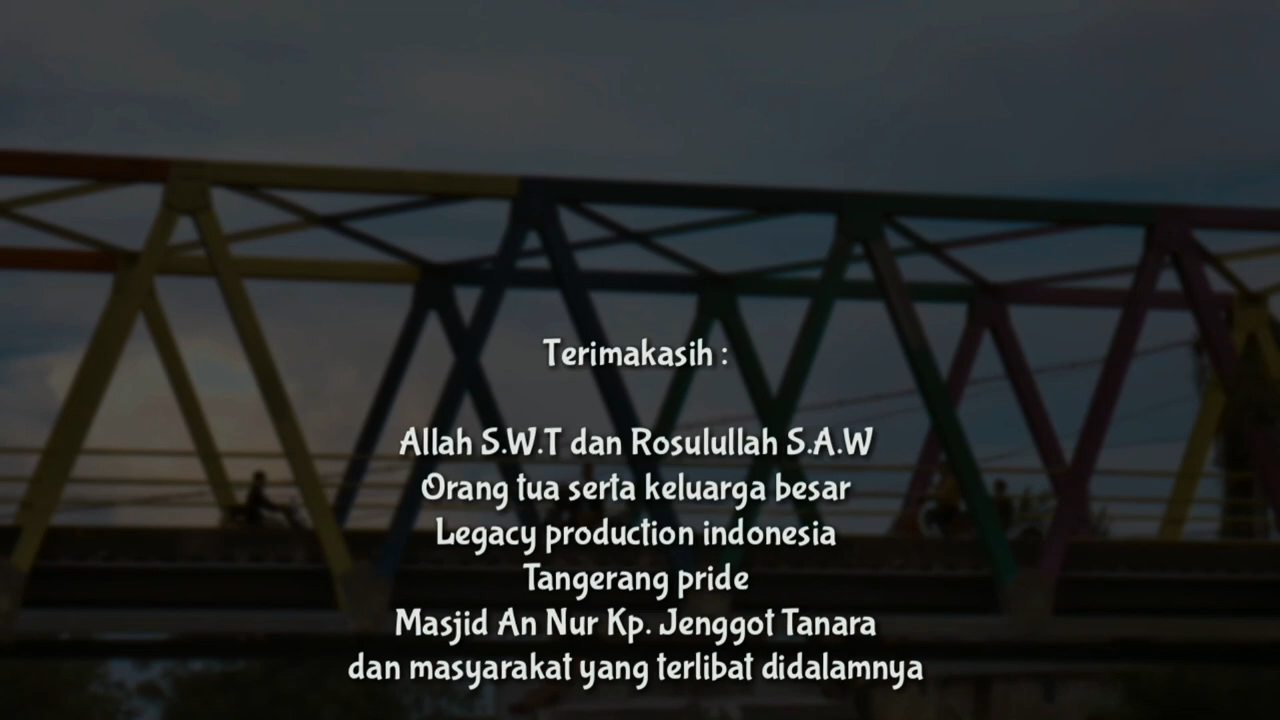 Terimakasih :
Allah S.W.T dan Rosulullah S.A.W
Orang tua serta keluarga besar
Legacy production indonesia
Tangerang pride
Masjid An Nur Kp. Jenggot Tanara
dan masyarakat yang terlibat didalamnya